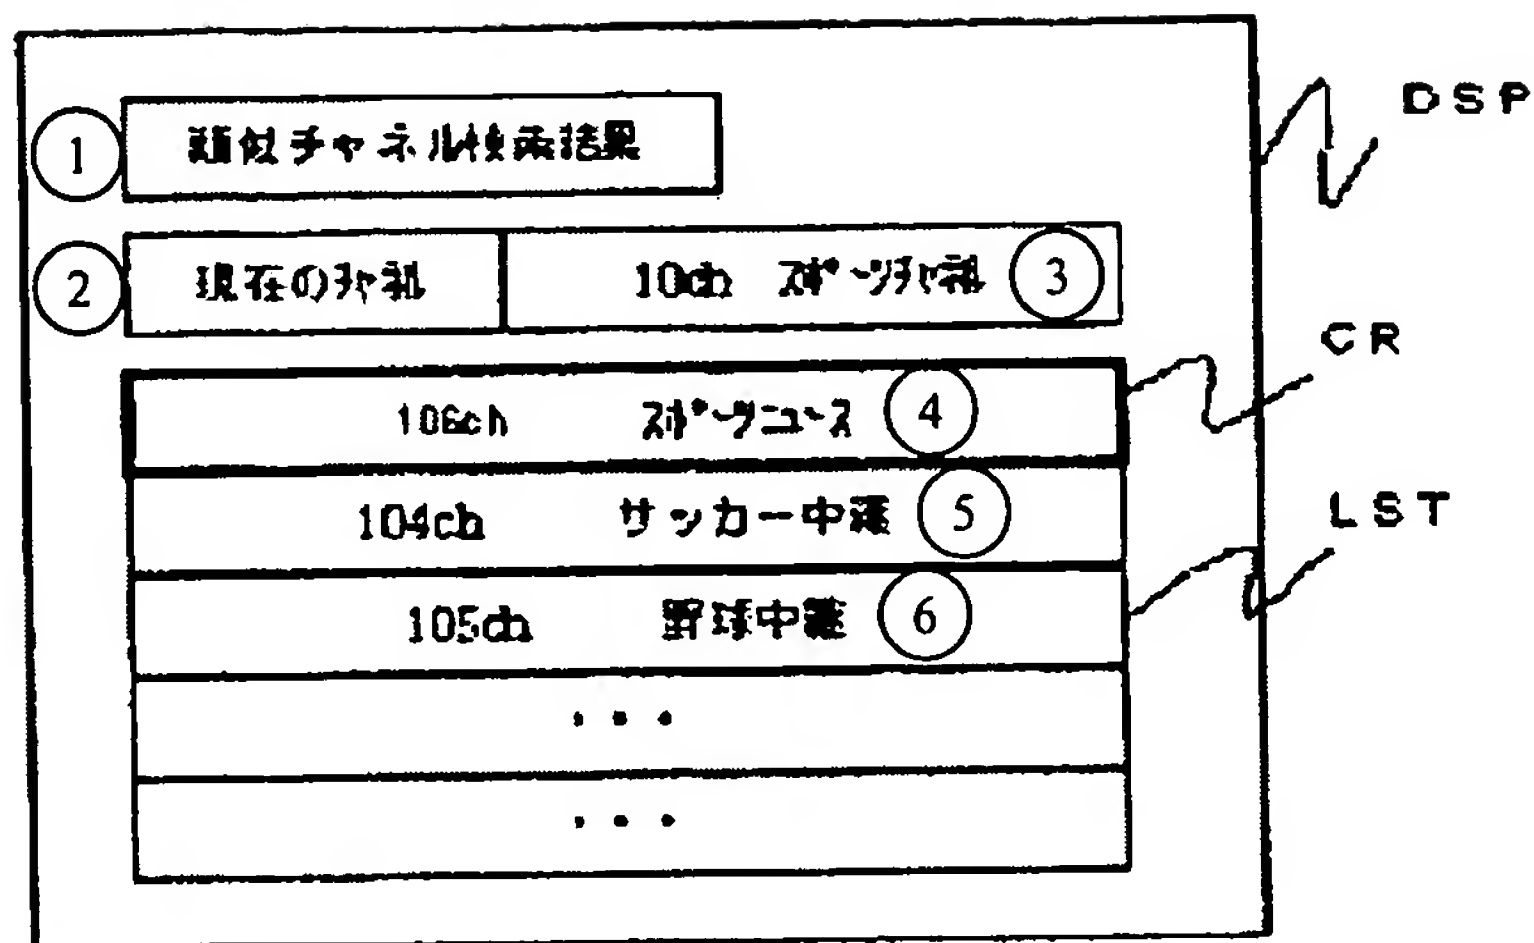 ① 類似チャネル検索結果
DSP
② 現在のチャネル 10ch スポーツチャネル ③
CR
106ch スポーツニュース ④
104ch サッカー中継 ⑤
LST
105ch 野球中継 ⑥
・・・
・・・